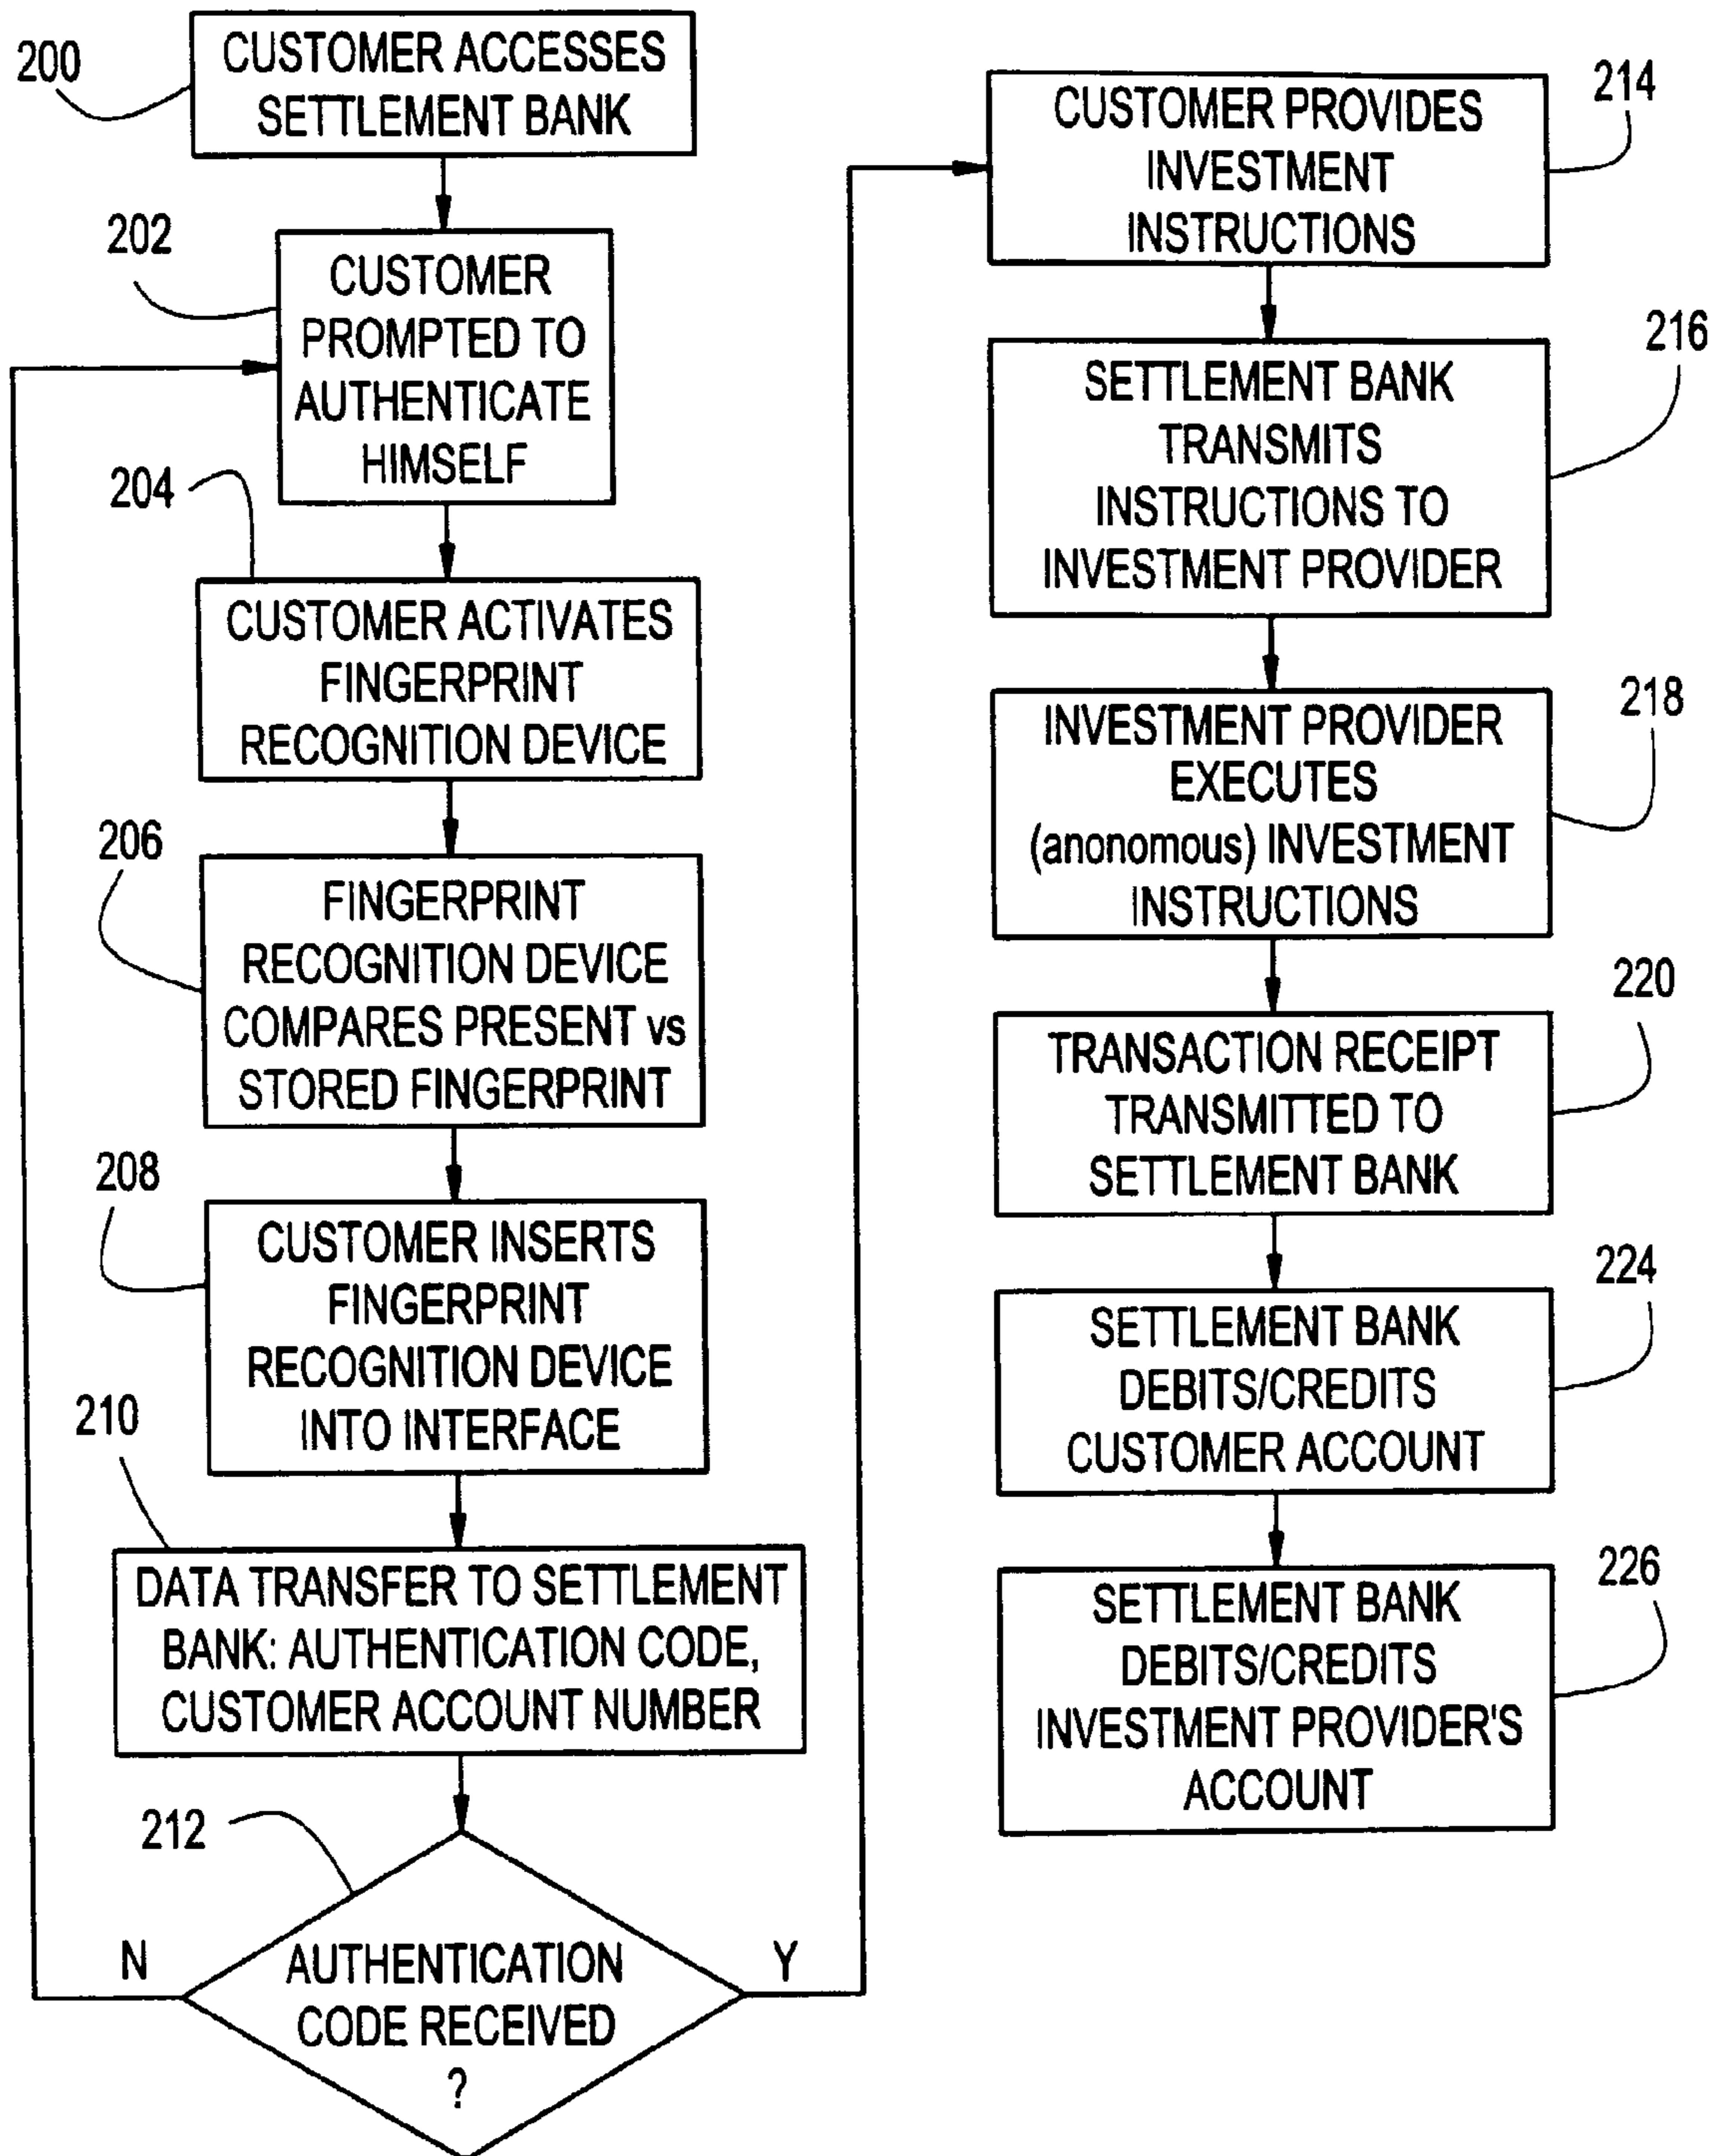 200
CUSTOMER ACCESSES
SETTLEMENT BANK
202
CUSTOMER
PROMPTED TO
AUTHENTICATE
HIMSELF
204
CUSTOMER ACTIVATES
FINGERPRINT
RECOGNITION DEVICE
206
FINGERPRINT
RECOGNITION DEVICE
COMPARES PRESENT vs
STORED FINGERPRINT
208
CUSTOMER INSERTS
FINGERPRINT
RECOGNITION DEVICE
INTO INTERFACE
210
DATA TRANSFER TO SETTLEMENT
BANK: AUTHENTICATION CODE,
CUSTOMER ACCOUNT NUMBER
212
N
AUTHENTICATION
CODE RECEIVED
?
Y
214
CUSTOMER PROVIDES
INVESTMENT
INSTRUCTIONS
216
SETTLEMENT BANK
TRANSMITS
INSTRUCTIONS TO
INVESTMENT PROVIDER
218
INVESTMENT PROVIDER
EXECUTES
(anonomous) INVESTMENT
INSTRUCTIONS
220
TRANSACTION RECEIPT
TRANSMITTED TO
SETTLEMENT BANK
224
SETTLEMENT BANK
DEBITS/CREDITS
CUSTOMER ACCOUNT
226
SETTLEMENT BANK
DEBITS/CREDITS
INVESTMENT PROVIDER'S
ACCOUNT